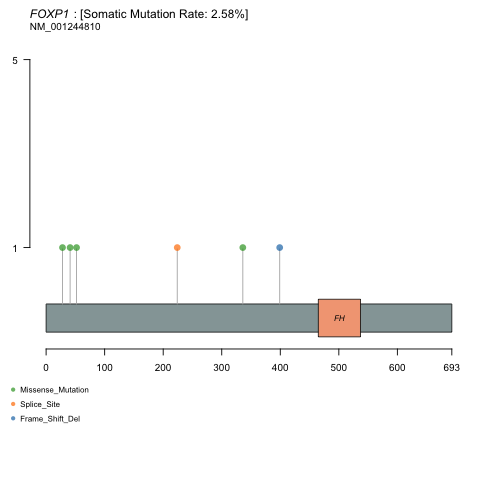 FOXP1 : [Somatic Mutation Rate: 2.58%]
NM_001244810
5
1
FH
0 100 200 300 400 500 600 693
Missense_Mutation
Splice_Site
Frame_Shift_Del